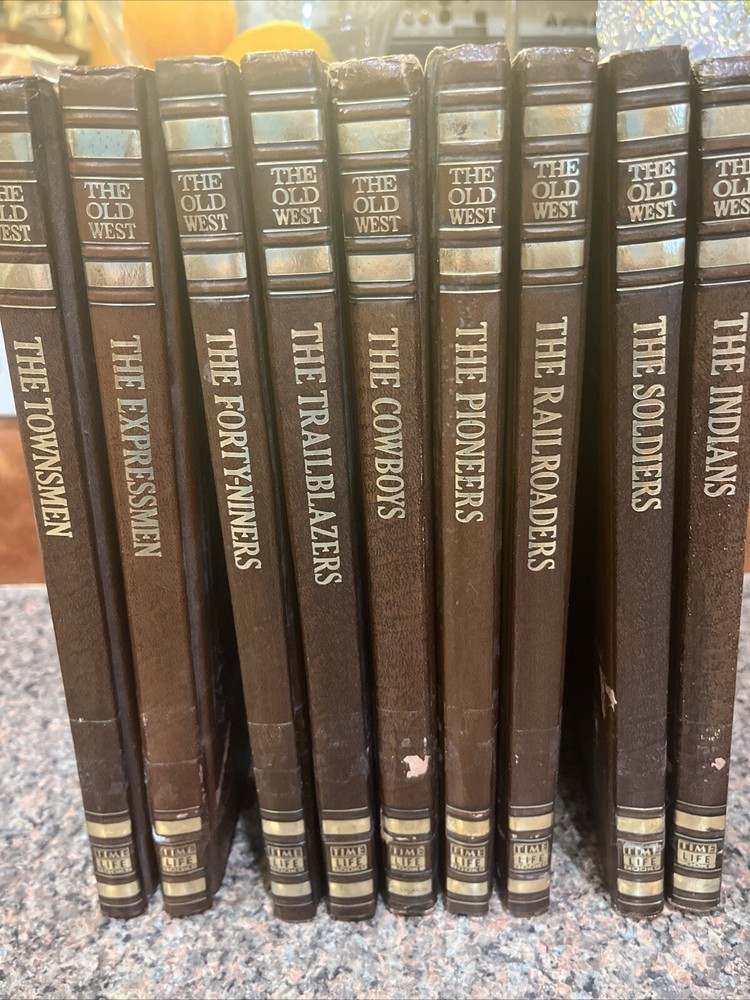 THE TOWNSMEN
TIME
LIFE
BOOKS
THE
OLD
WEST
THE EXPRESSMEN
TIME
LIFE
BOOKS
THE
OLD
WEST
THE FORTY-NINERS
TIME
LIFE
BOOKS
THE
OLD
WEST
THE TRAILBLAZERS
TIME
LIFE
BOOKS
THE
OLD
WEST
THE COWBOYS
TIME
LIFE
BOOKS
THE
OLD
WEST
THE PIONEERS
TIME
LIFE
BOOKS
THE
OLD
WEST
THE RAILROADERS
TIME
LIFE
BOOKS
THE
OLD
WEST
THE SOLDIERS
TIME
LIFE
BOOKS
THE INDIANS
TIME
LIFE
BOOKS